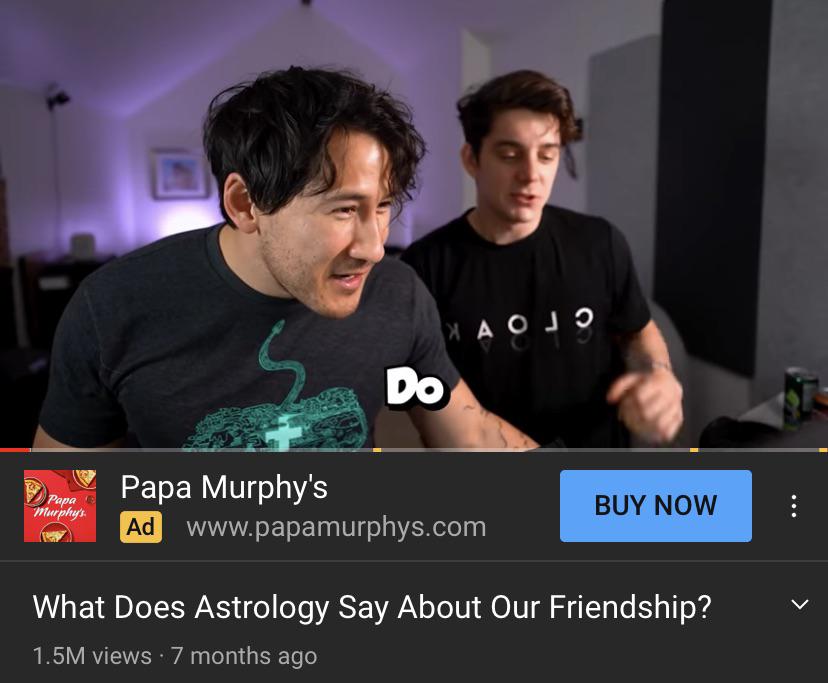 KAOLC
Do
Papa Murphy's
Papa
Murphy's.
BUY NOW
Ad
www.papamurphys.com
What Does Astrology Say About Our Friendship?
1.5M views · 7 months ago